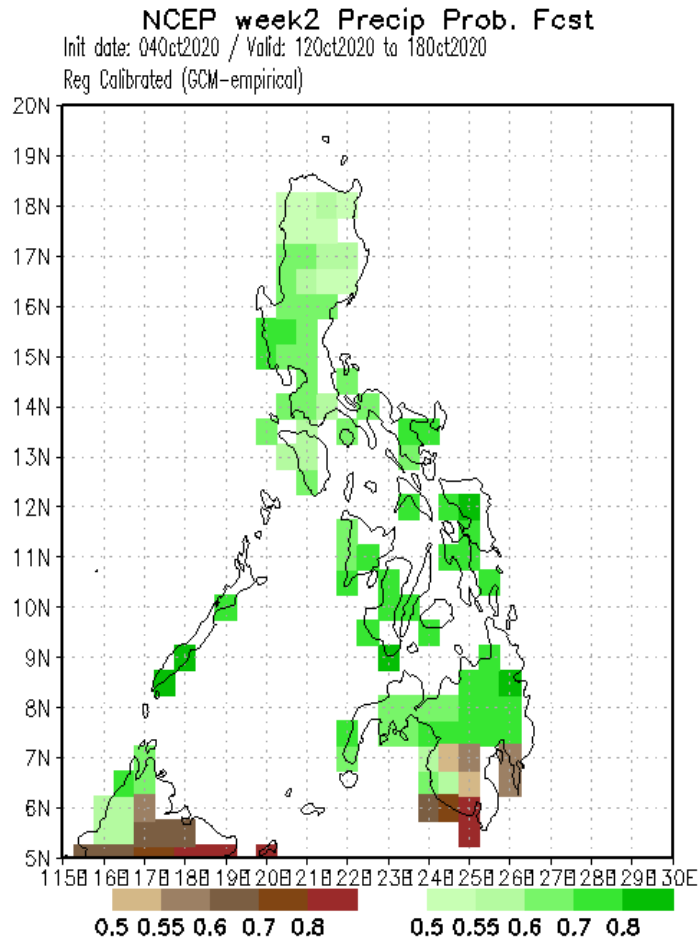 NCEP week2 Precip Prob. Fcst
Init date: 04Oct2020 / Valid: 12Oct2020 to 18Oct2020
Reg Calibrated (GCM-empirical)
20N
19N
18N
17N
16N
15N
14N
13N
12N
11N
10N
9N
8N
7N
6N
5N
115E 116E 117E 118E 119E 120E 121E 122E 123E 124E 125E 126E 127E 128E 129E 130E
0.5 0.55 0.6 0.7 0.8 0.5 0.55 0.6 0.7 0.8